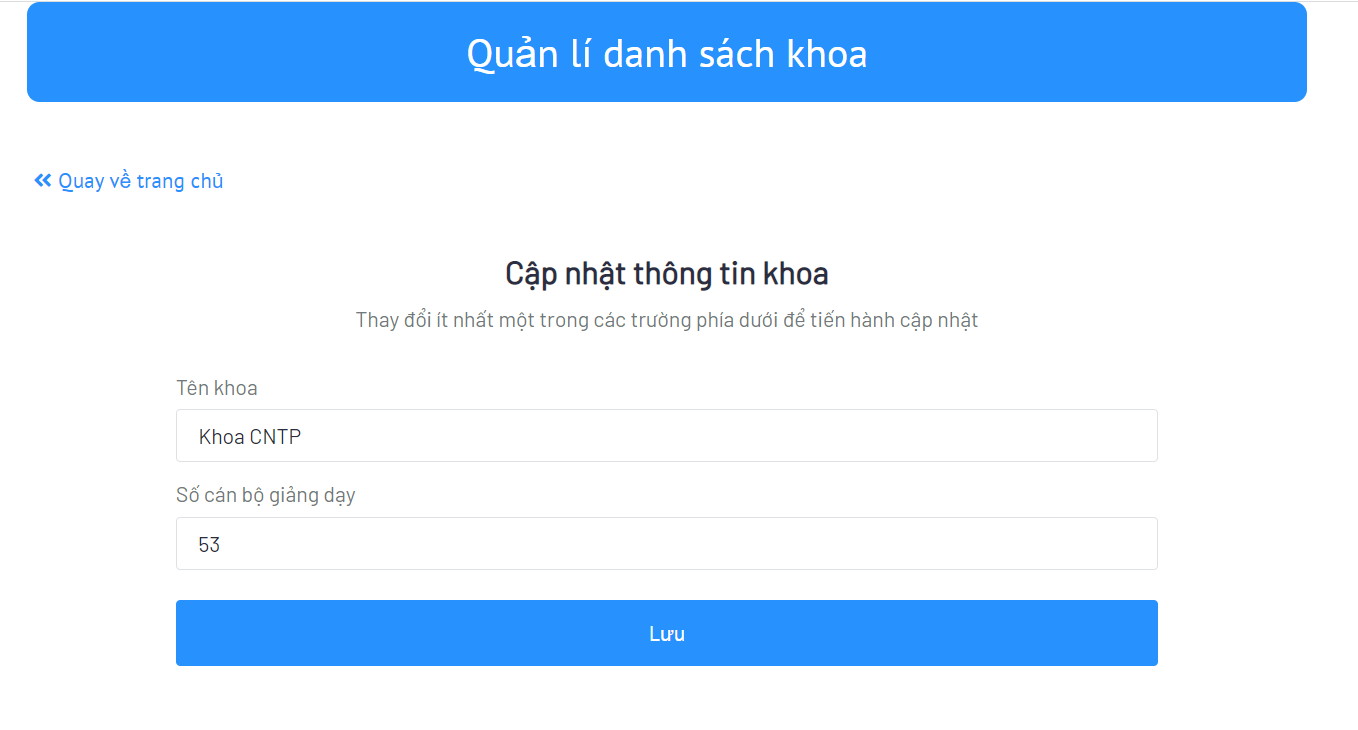 Quản lí danh sách khoa
Quay về trang chủ
Cập nhật thông tin khoa
Thay đổi ít nhất một trong các trường phía dưới để tiến hành cập nhật
Tên khoa
Khoa CNTP
Số cán bộ giảng dạy
53
Lưu